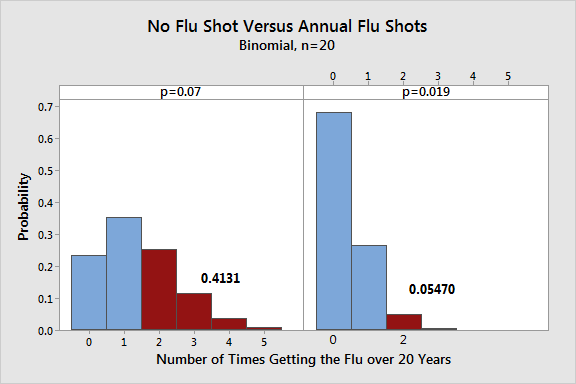 No Flu Shot Versus Annual Flu Shots
Binomial, n=20
0 1 2 3 4 5
p=0.07 p=0.019
0.7
0.6
0.5
0.4
0.3
0.2
0.1
0.0
Probability
0.4131
0.05470
0 1 2 3 4 5 0 2
Number of Times Getting the Flu over 20 Years